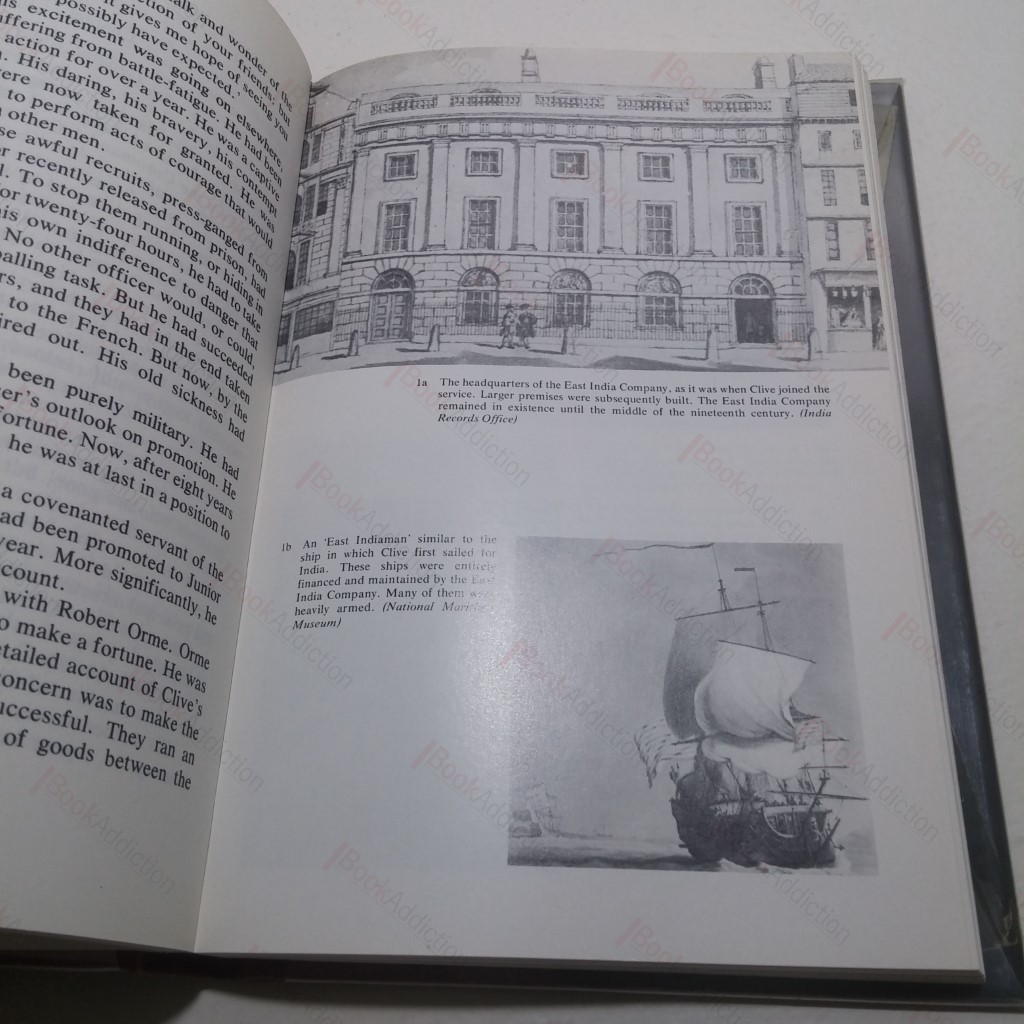 alk and wonder of the
ction of your friends; but
it gives me hope of seeing you
possibly have expected.'
is excitement was going on elsewhere,
uffering from battle-fatigue. He had been
action for over a year. He was a captive
n. His daring, his bravery, his contempt
ere now taken for granted. He was
to perform acts of courage that would
other men.
se awful recruits, press-ganged from
r recently released from prison, had
l. To stop them running, or hiding in
or twenty-four hours, he had to take
his own indifference to danger that
No other officer would, or could,
palling task. But he had succeeded
rs, and they had in the end taken
to the French. But now, by the
ired out. His old sickness had
been purely military. He had
ter's outlook on promotion. He
fortune. Now, after eight years
he was at last in a position to
a covenanted servant of the
ad been promoted to Junior
year. More significantly, he
ccount.
with Robert Orme. Orme
o make a fortune. He was
etailed account of Clive's
oncern was to make the
uccessful. They ran an
of goods between the
1a The headquarters of the East India Company, as it was when Clive joined the
service. Larger premises were subsequently built. The East India Company
remained in existence until the middle of the nineteenth century. (India
Records Office)
1b An 'East Indiaman' similar to the
ship in which Clive first sailed for
India. These ships were entirely
financed and maintained by the East
India Company. Many of them were
heavily armed. (National Maritime
Museum)
BookAddiction